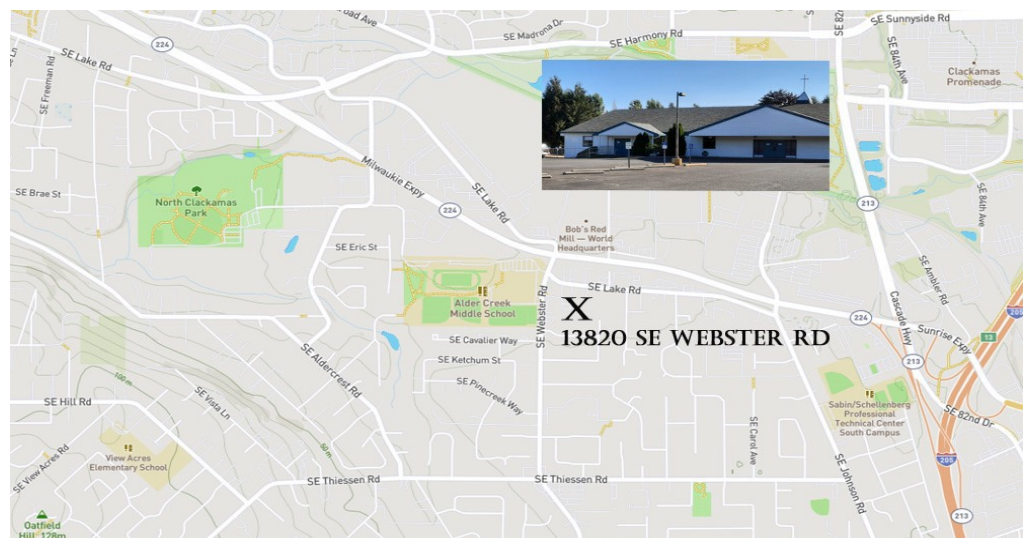 SE Sunnyside Rd
SE Madrona Dr
SE Harmony Rd
224
SE Lake Rd
SE Freeman Rd
SE 84th Ave
Clackamas
Promenade
Milwaukie Expy
SE Brae St
North Clackamas
Park
SE Lake Rd
224
213
SE 84th Ave
Bob's Red
Mill — World
Headquarters
SE Eric St
SE Ambler Rd
SE Lake Rd
Alder Creek
Middle School
SE Webster Rd
X
13820 SE WEBSTER RD
Cascade Hwy
224
Sunrise Expy
205
13
SE Cavalier Way
SE Ketchum St
SE Aldercrest Rd
213
100 m
SE Pinecreek Way
SE Hill Rd
SE Vista Ln
Sabin/Schellenberg
Professional
Technical Center
South Campus
SE 82nd Dr
SE Carol Ave
50 m
View Acres
Elementary School
SE View Acres Rd
205
SE Thiessen Rd
SE Thiessen Rd
SE Johnson Rd
213
Oatfield
Hill, 128m